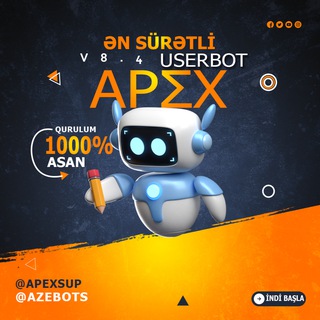 ƏN SÜRƏTLİ
V 8 . 4 USERBOT
APΣX
QURULUM
1000%
ASAN
@APEXSUP
@AZEBOTS
İNDİ BAŞLA